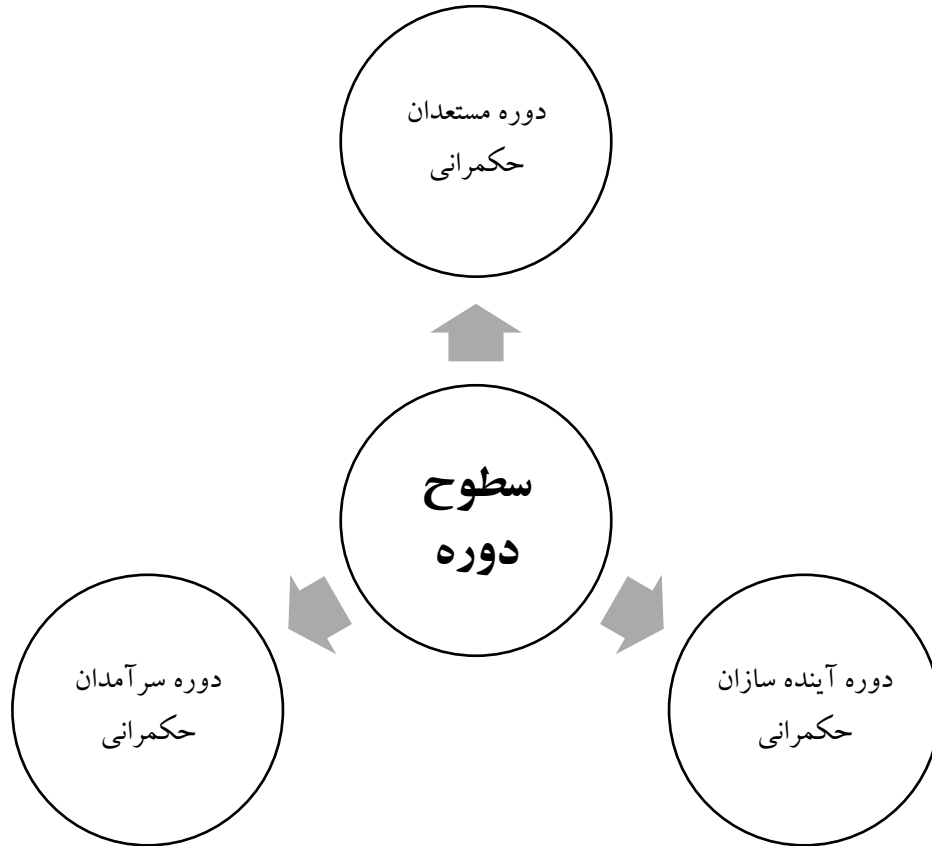 دوره مستعدان
حکمرانی
سطوح
دوره
دوره سرآمدان
حکمرانی
دوره آینده سازان
حکمرانی